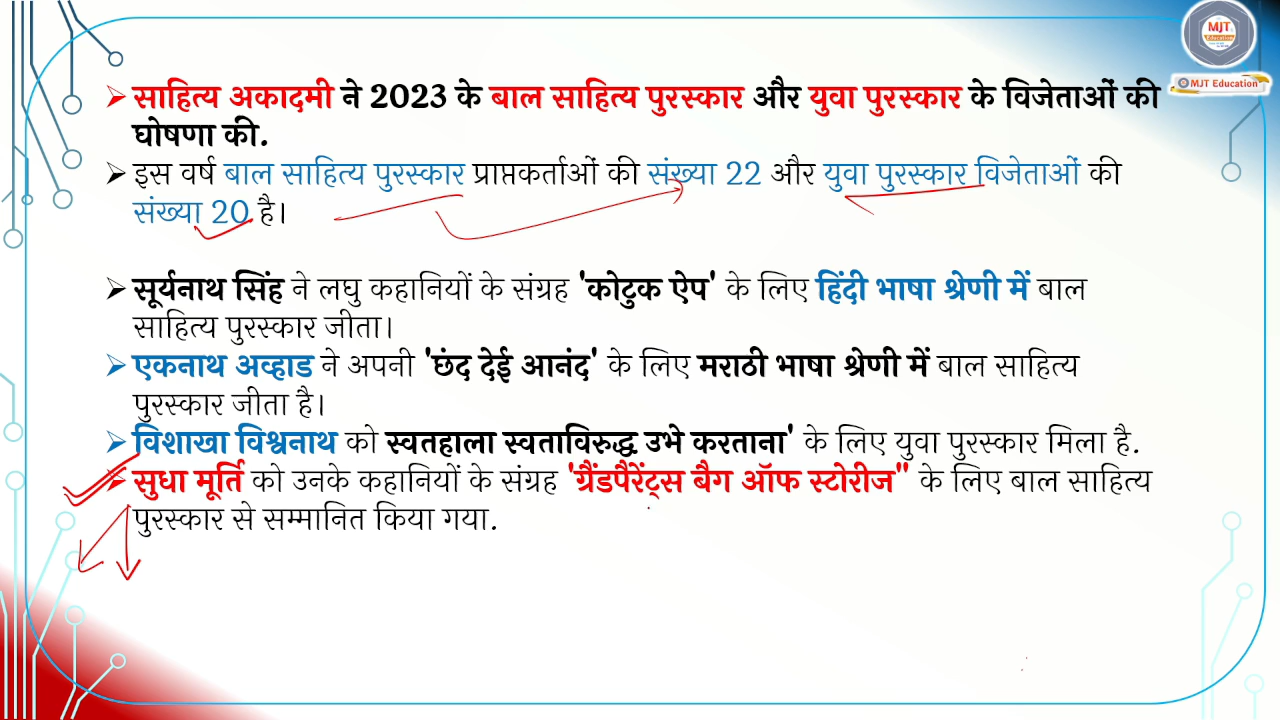 MJT
Education
MJT Education
➢ साहित्य अकादमी ने 2023 के बाल साहित्य पुरस्कार और युवा पुरस्कार के विजेताओं की
घोषणा की.
➢ इस वर्ष बाल साहित्य पुरस्कार प्राप्तकर्ताओं की संख्या 22 और युवा पुरस्कार विजेताओं की
संख्या 20 है।
➢ सूर्यनाथ सिंह ने लघु कहानियों के संग्रह 'कोटुक ऐप' के लिए हिंदी भाषा श्रेणी में बाल
साहित्य पुरस्कार जीता।
➢ एकनाथ अव्हाड ने अपनी 'छंद देई आनंद' के लिए मराठी भाषा श्रेणी में बाल साहित्य
पुरस्कार जीता है।
➢ विशाखा विश्वनाथ को स्वतहाला स्वताविरुद्ध उभे करताना' के लिए युवा पुरस्कार मिला है.
➢ सुधा मूर्ति को उनके कहानियों के संग्रह 'ग्रैंडपैरेंट्स बैग ऑफ स्टोरीज" के लिए बाल साहित्य
पुरस्कार से सम्मानित किया गया.